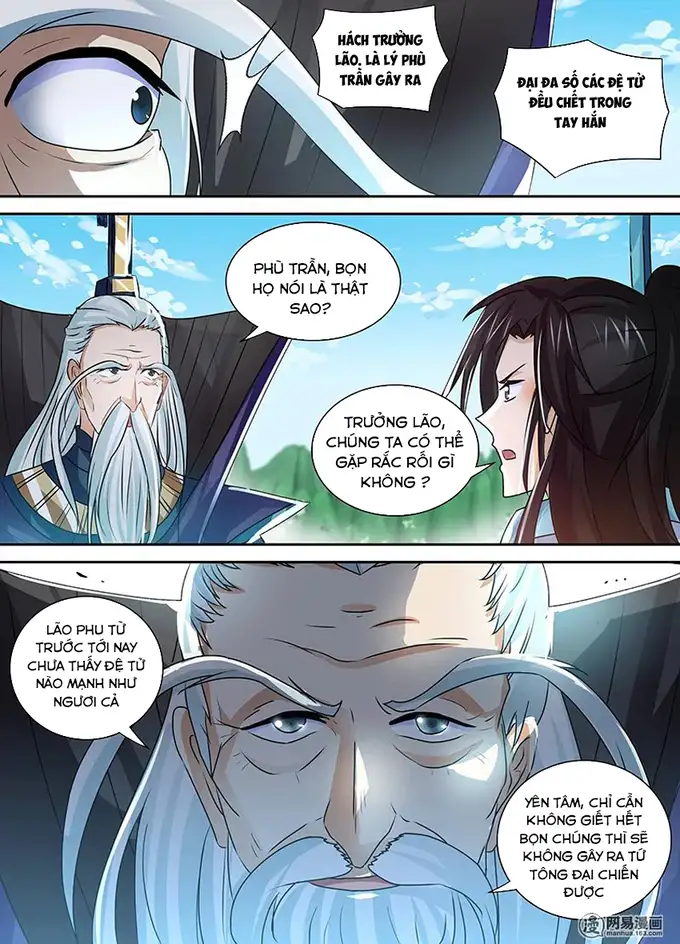 HÁCH TRƯỞNG
LÃO, LÀ LÝ PHÙ
TRẦN GÂY RA
ĐẠI ĐA SỐ CÁC ĐỆ TỬ
ĐỀU CHẾT TRONG
TAY HẮN
PHÙ TRẦN, BỌN
HỌ NÓI LÀ THẬT
SAO?
TRƯỞNG LÃO,
CHÚNG TA CÓ THỂ
GẶP RẮC RỐI GÌ
KHÔNG ?
LÃO PHU TỪ
TRƯỚC TỚI NAY
CHƯA THẤY ĐỆ TỬ
NÀO MẠNH NHƯ
NGƯƠI CẢ
YÊN TÂM, CHỈ CẦN
KHÔNG GIẾT HẾT
BỌN CHÚNG THÌ SẼ
KHÔNG GÂY RA TỨ
TÔNG ĐẠI CHIẾN
ĐƯỢC
漫 网易漫画
manhua.163.com